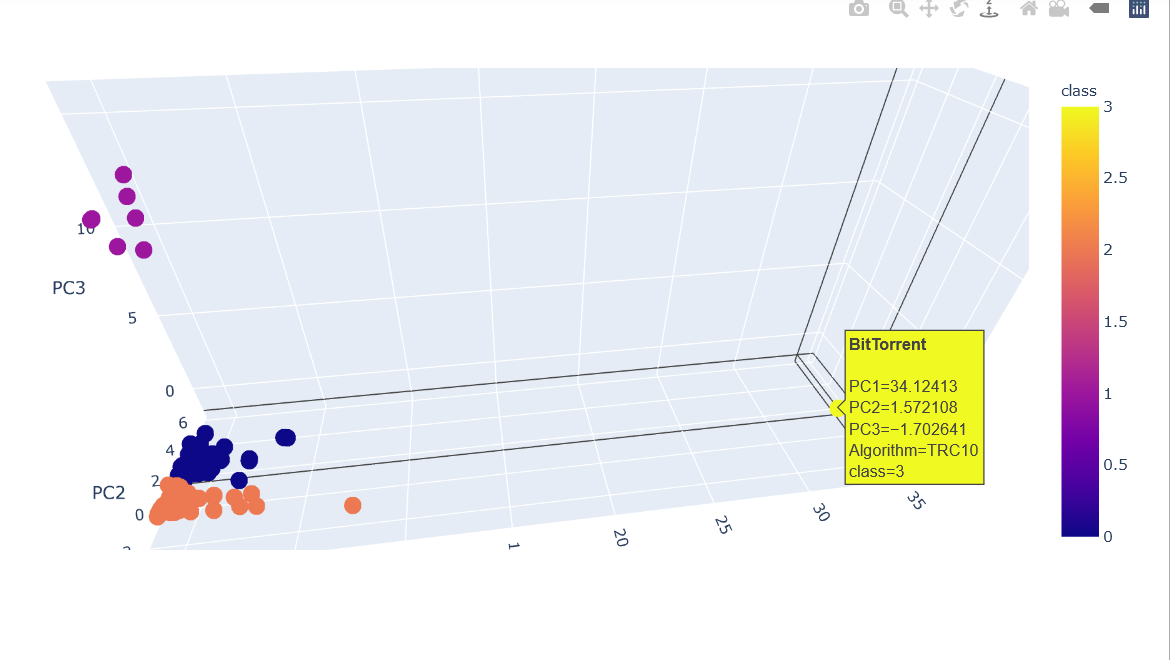 class
3
2.5
2
1.5
1
0.5
0
10
PC3
5
0
6
4
2
PC2
0
BitTorrent
PC1=34.12413
PC2=1.572108
PC3=−1.702641
Algorithm=TRC10
class=3
1
20
25
30
35